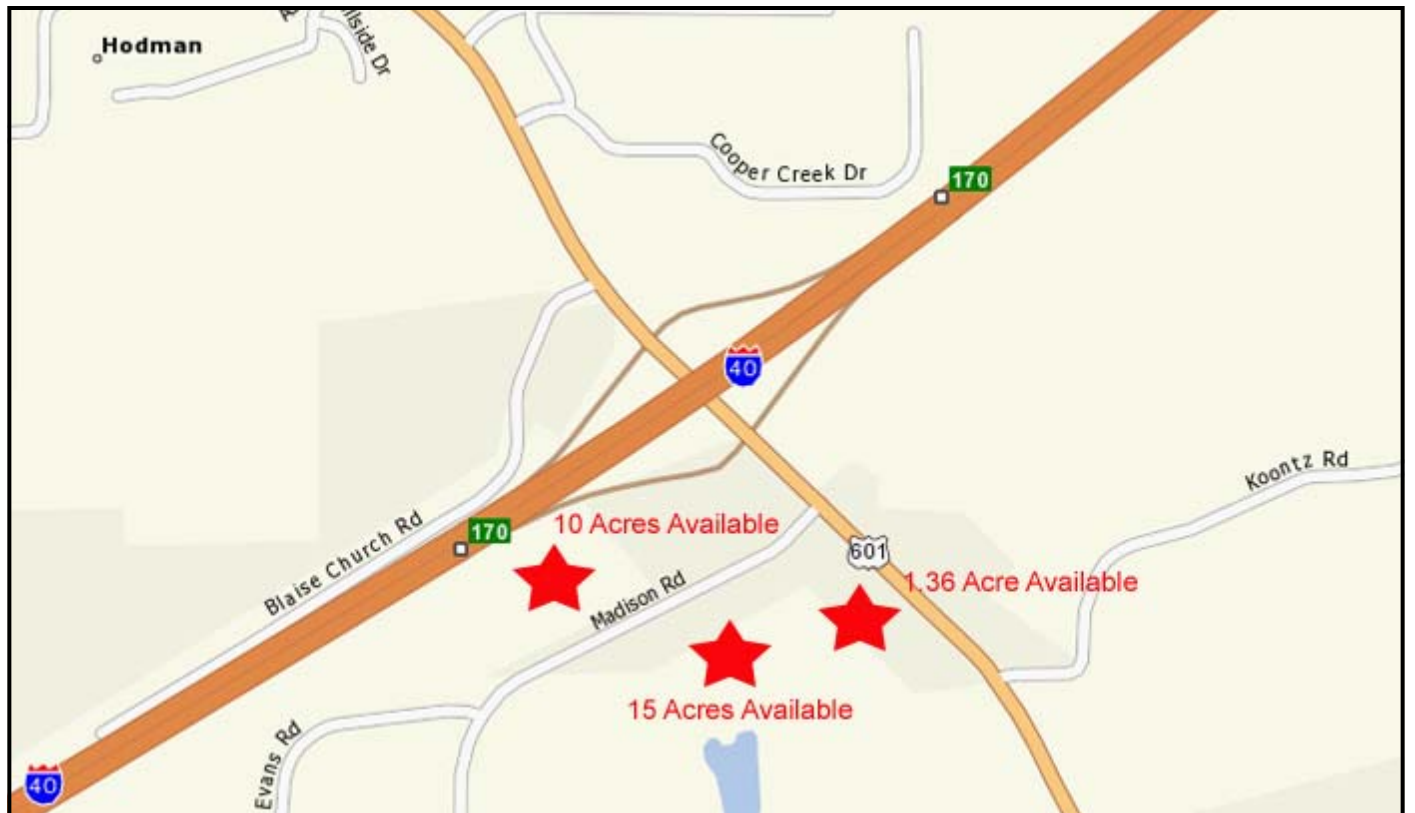 Hodman
Cooper Creek Dr
170
40
Koontz Rd
170
10 Acres Available
601
Blaise Church Rd
Madison Rd
1.36 Acre Available
15 Acres Available
Evans Rd
40